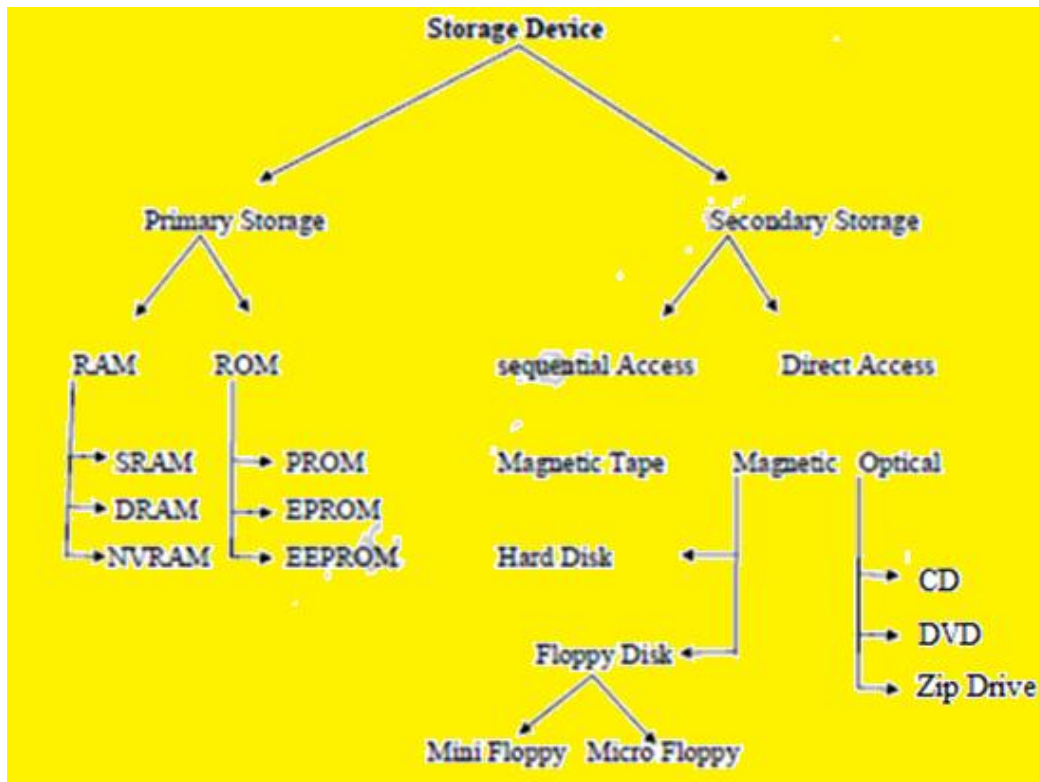 Storage Device
Primary Storage Secondary Storage
RAM ROM sequential Access Direct Access
SRAM PROM Magnetic Tape Magnetic Optical
DRAM EPROM
NVRAM EEPROM Hard Disk
CD
DVD
Floppy Disk
Zip Drive
Mini Floppy Micro Floppy